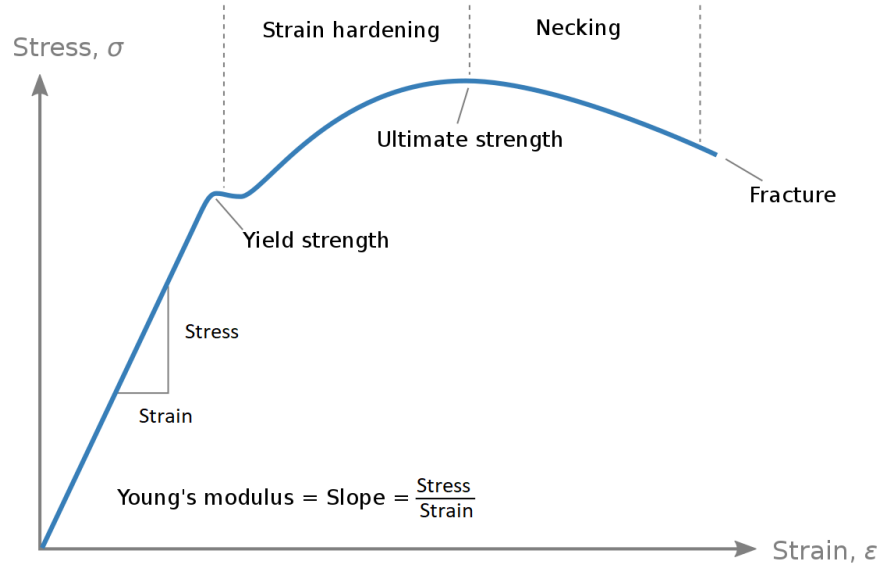 Strain hardening
Necking
Stress, σ
Ultimate strength
Fracture
Yield strength
Stress
Strain
Young's modulus = Slope = Stress
Strain
Strain, ε